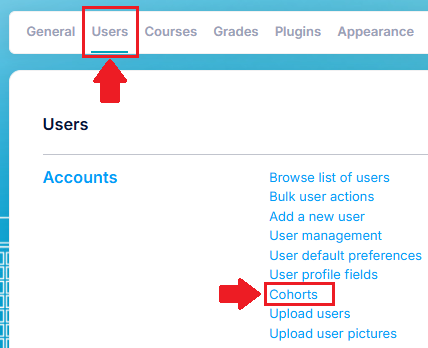 General Users Courses Grades Plugins Appearance
Users
Accounts
Browse list of users
Bulk user actions
Add a new user
User management
User default preferences
User profile fields
Cohorts
Upload users
Upload user pictures